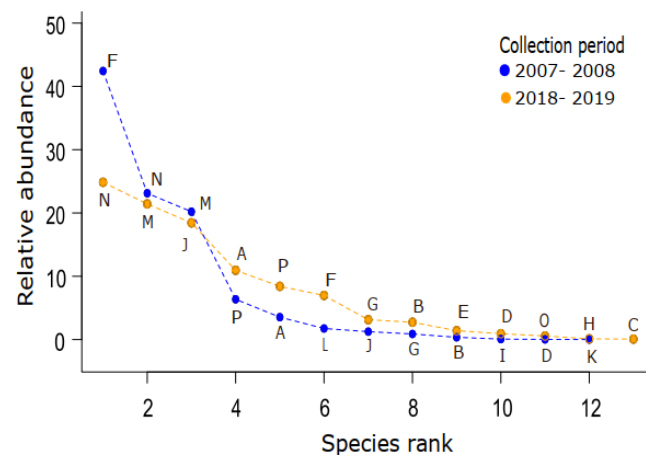 50
40
30
20
10
0
Relative abundance
Collection period
2007- 2008
2018- 2019
F
N
M
N
M
J
A
P
F
G
B
E
D
O
H
C
P
A
L
J
G
B
I
D
K
2 4 6 8 10 12
Species rank